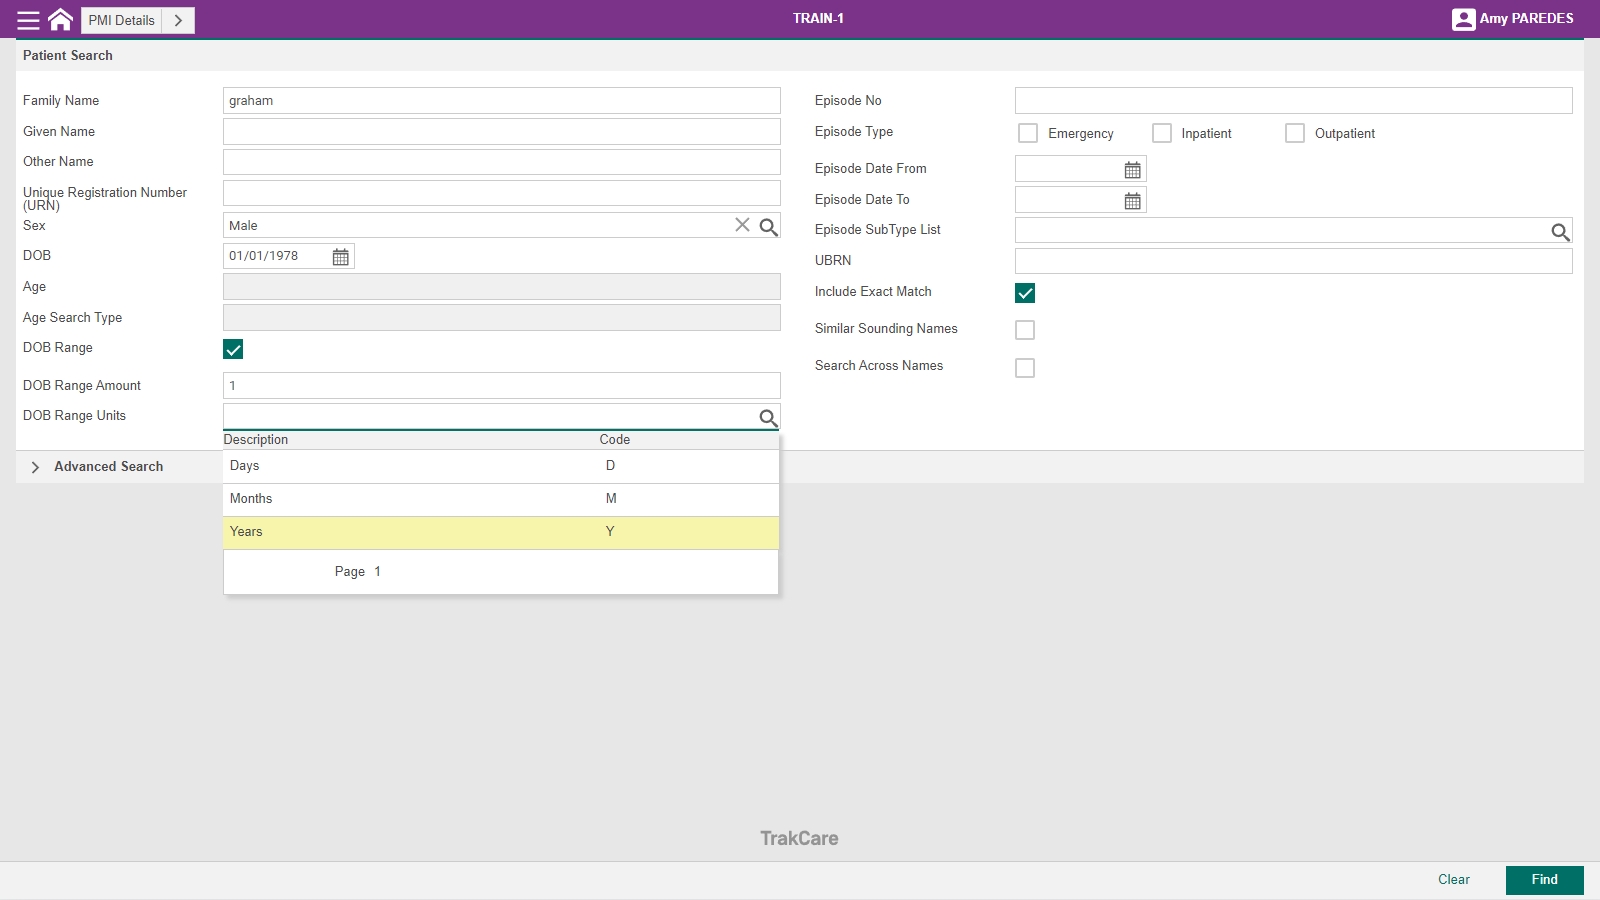 PMI Details
TRAIN-1
Amy PAREDES
Patient Search
Family Name
graham
Given Name
Other Name
Unique Registration Number
(URN)
Sex
Male
DOB
01/01/1978
Age
Age Search Type
DOB Range
DOB Range Amount
1
DOB Range Units
Description Code
Days D
Months M
Years Y
Page 1
Advanced Search
Episode No
Episode Type
Emergency Inpatient Outpatient
Episode Date From
Episode Date To
Episode SubType List
UBRN
Include Exact Match
Similar Sounding Names
Search Across Names
TrakCare
Clear
Find